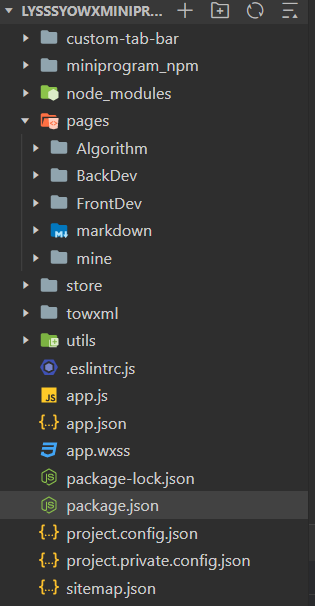 LYSSSYOWXMINIPR...
custom-tab-bar
miniprogram_npm
node_modules
pages
Algorithm
BackDev
FrontDev
markdown
mine
store
towxml
utils
.eslintrc.js
JS app.js
{..} app.json
app.wxss
package-lock.json
package.json
{..} project.config.json
{..} project.private.config.json
{..} sitemap.json